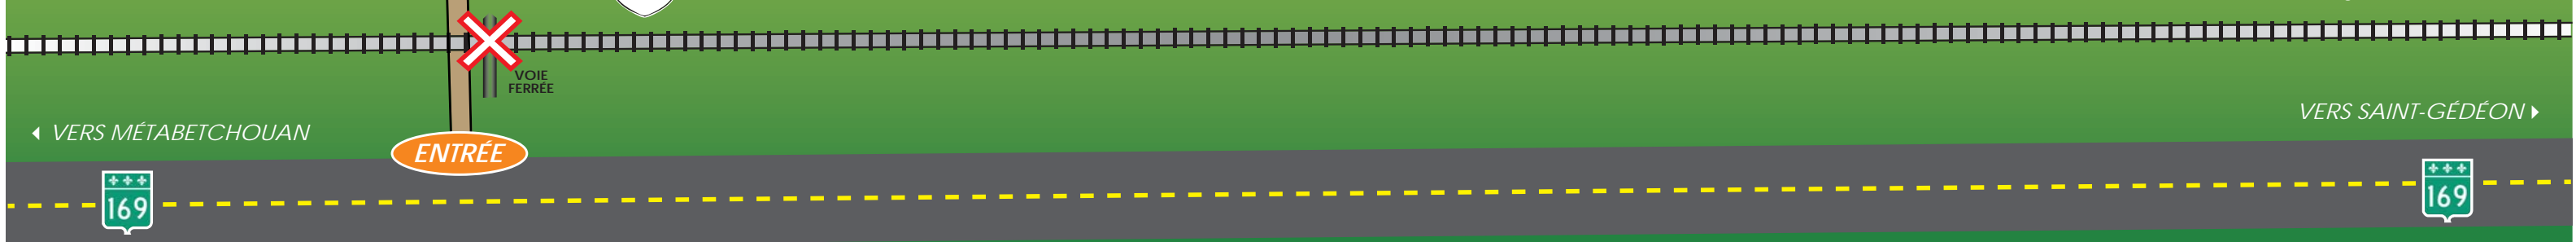 VOIE
FERRÉE
VERS SAINT-GÉDÉON
VERS MÉTABETCHOUAN
ENTRÉE
169
169